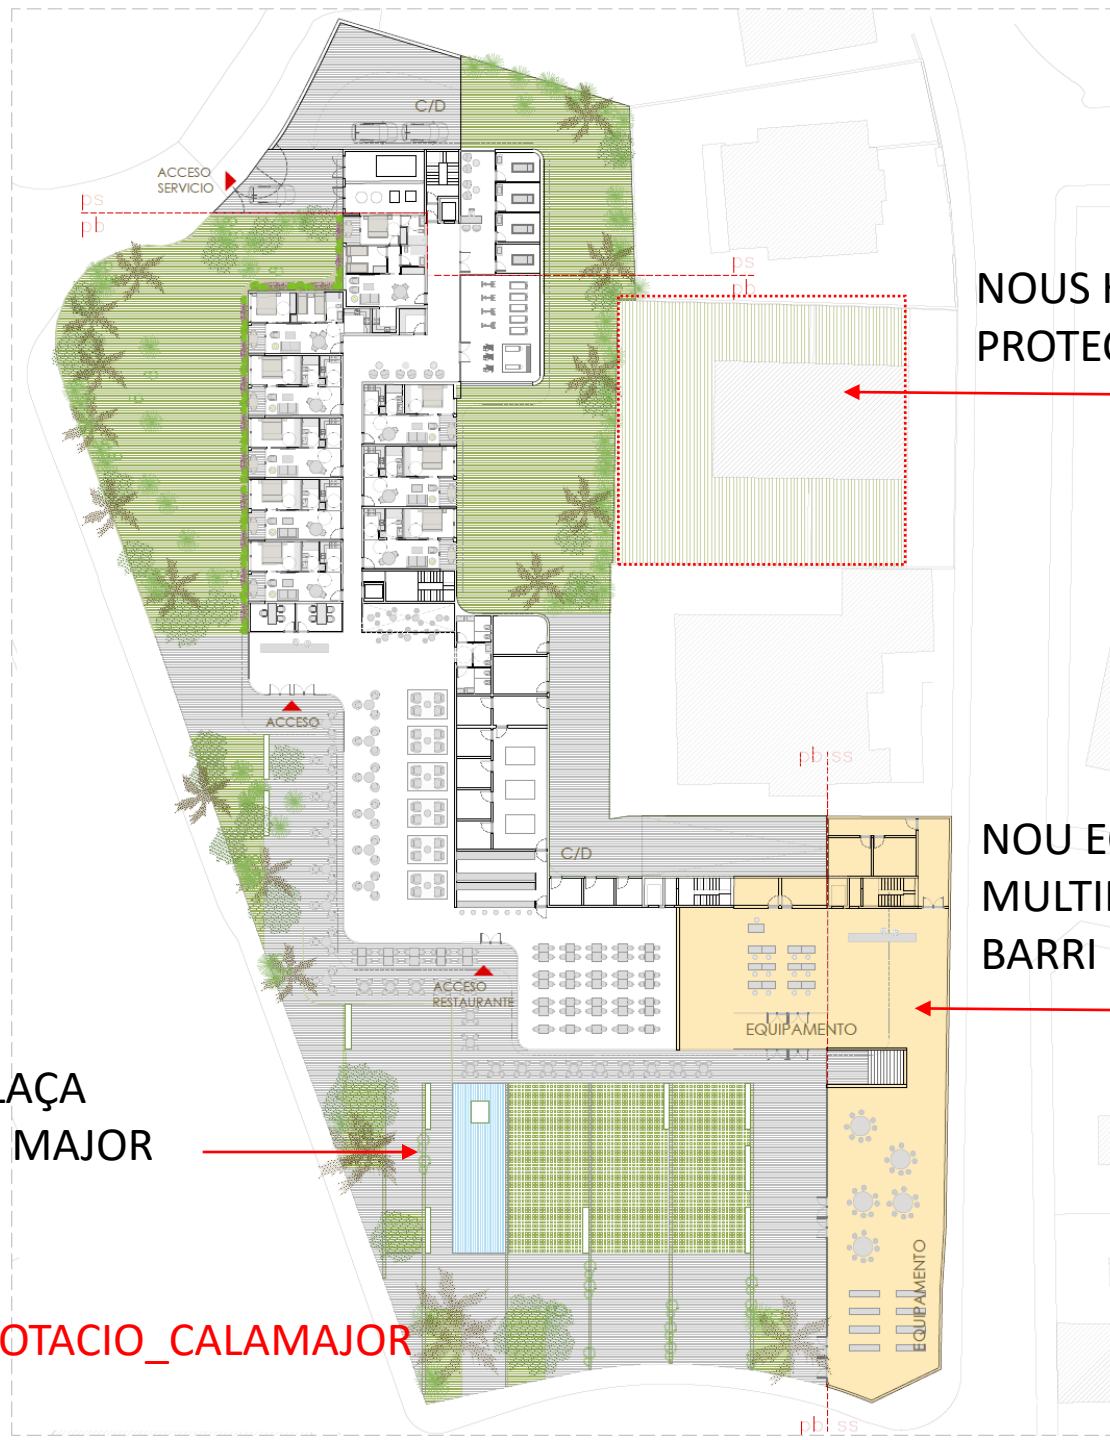 C/D
ACCESO
SERVICIO
ps
pb
ps
pb
NOUS H
PROTEC
ACCESO
pb ss
C/D
NOU EQ
MULTI
BARRI
ACCESO
RESTAURANTE
EQUIPAMENTO
LAÇA
MAJOR
EQUIPAMENTO
OTACIO_CALAMAJOR
pb ss